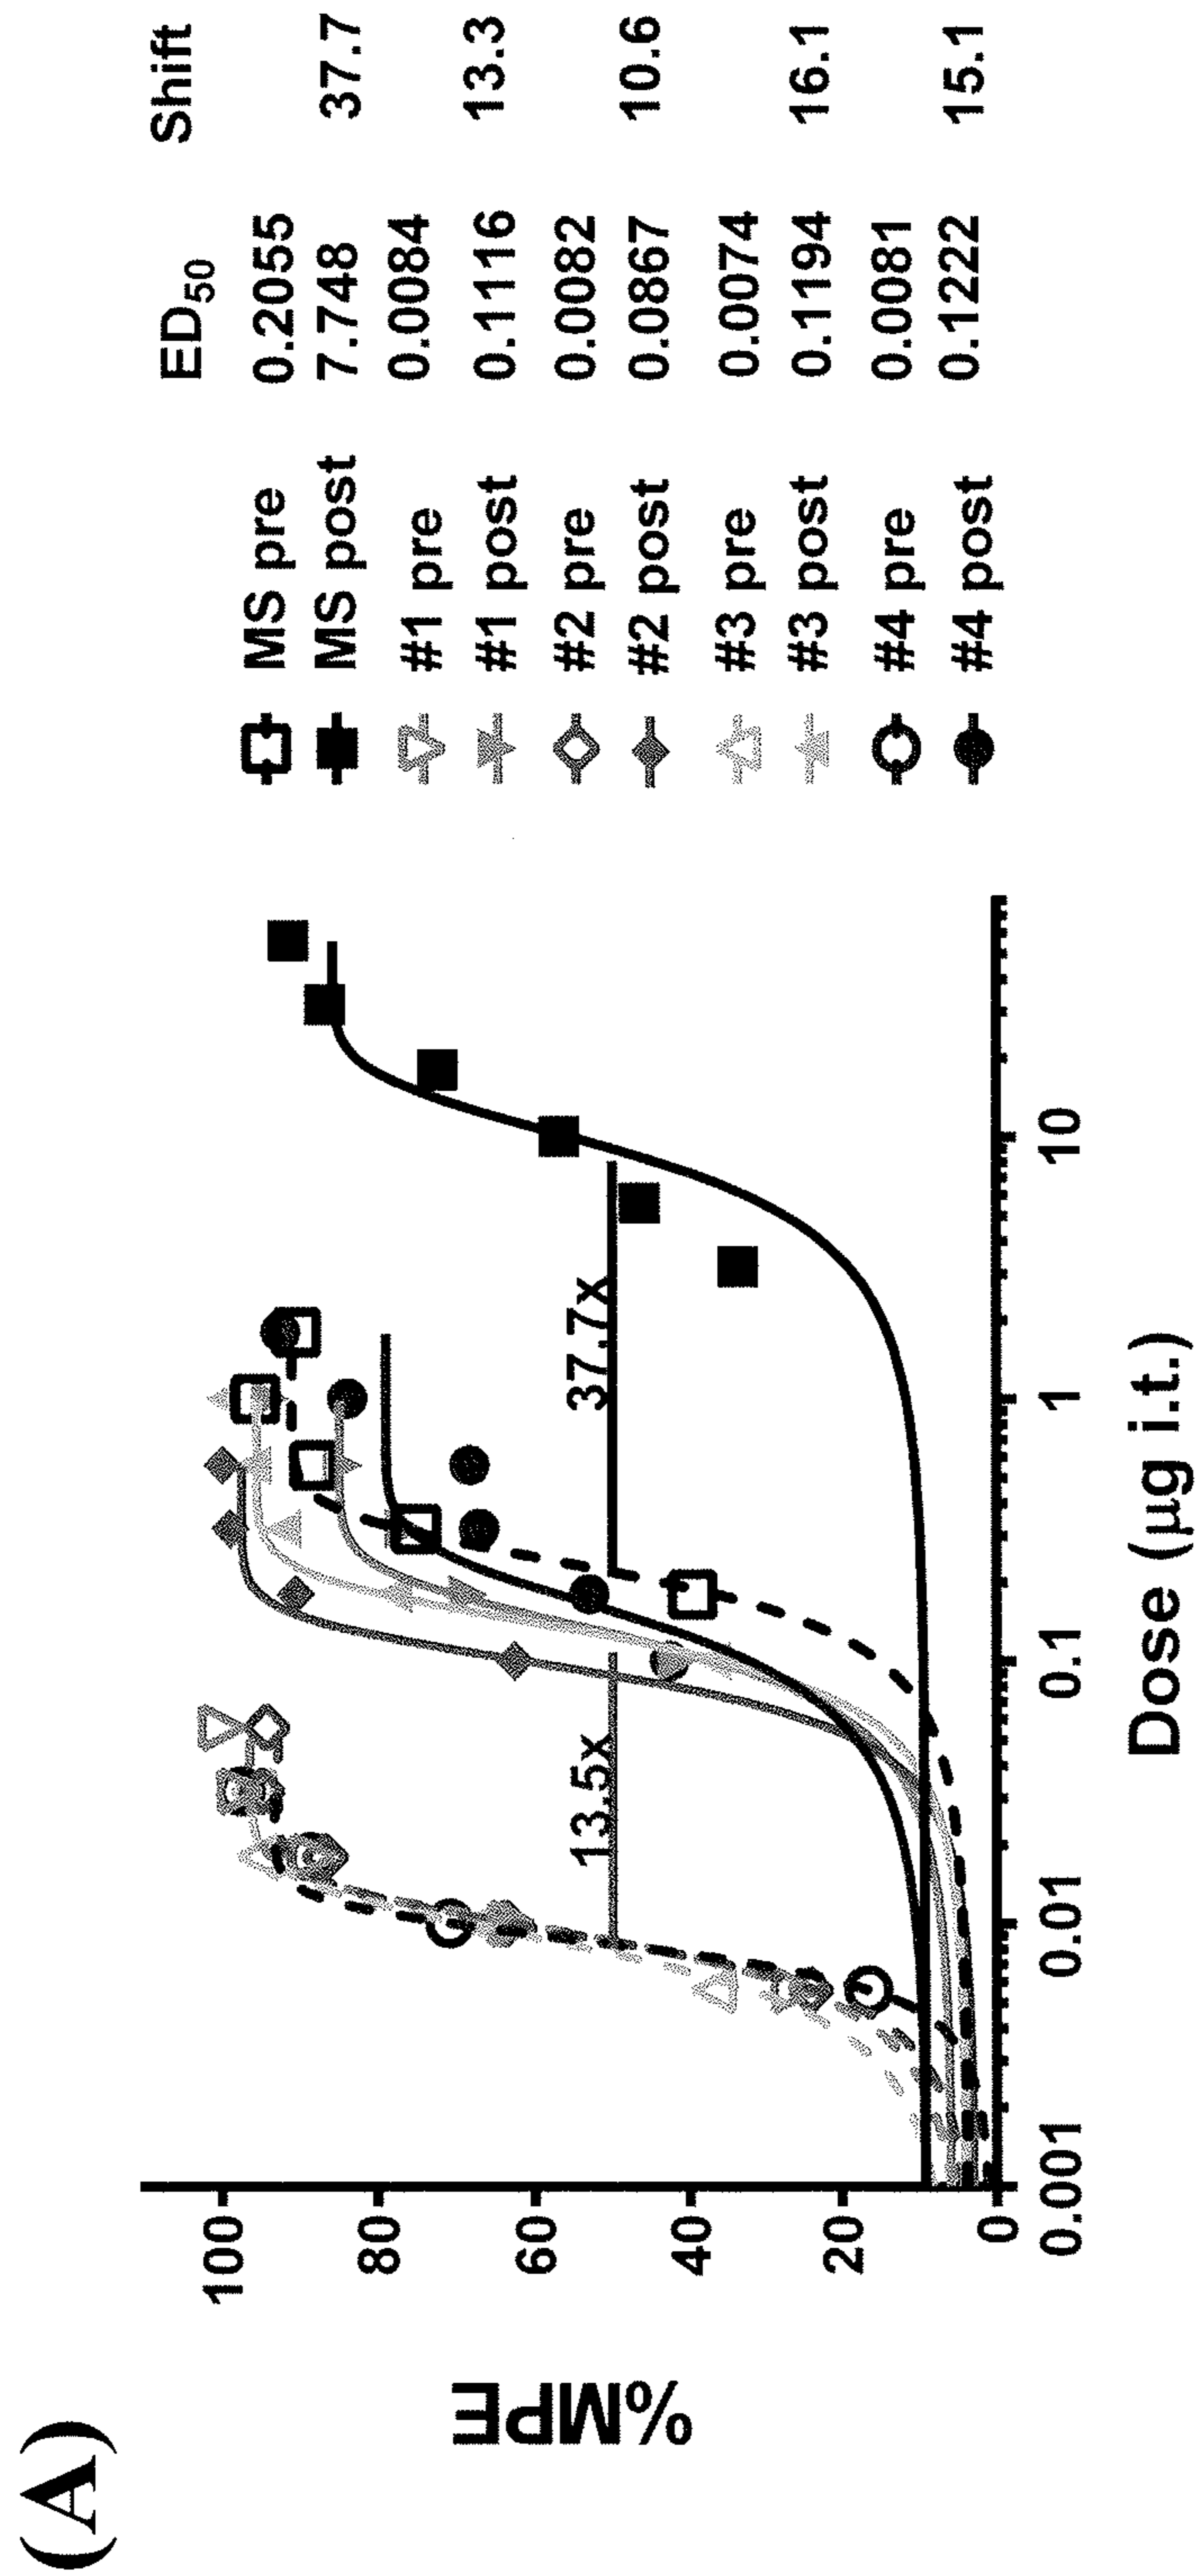 (A)
Shift
ED50
MS pre 0.2055
MS post 7.748 37.7
#1 pre 0.0084
#1 post 0.1116 13.3
#2 pre 0.0082
#2 post 0.0867 10.6
#3 pre 0.0074
#3 post 0.1194 16.1
#4 pre 0.0081
#4 post 0.1222 15.1
%MPE
100
80
60
40
20
0
13.5x
37.7x
0.001
0.01
0.1
1
10
Dose (µg i.t.)